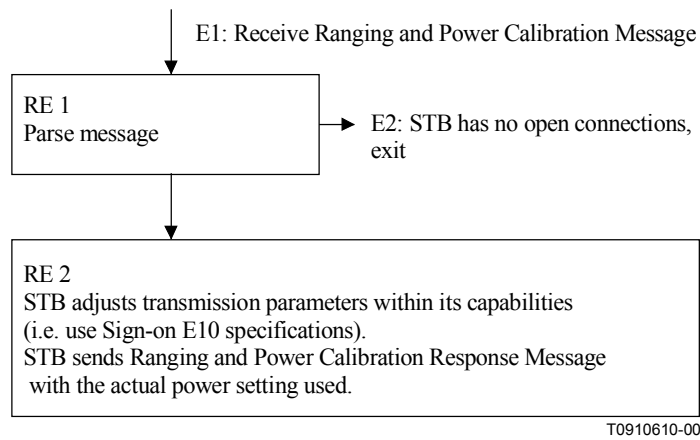 E1: Receive Ranging and Power Calibration Message
RE 1
Parse message
E2: STB has no open connections,
exit
RE 2
STB adjusts transmission parameters within its capabilities
(i.e. use Sign-on E10 specifications).
STB sends Ranging and Power Calibration Response Message
with the actual power setting used.
T0910610-00